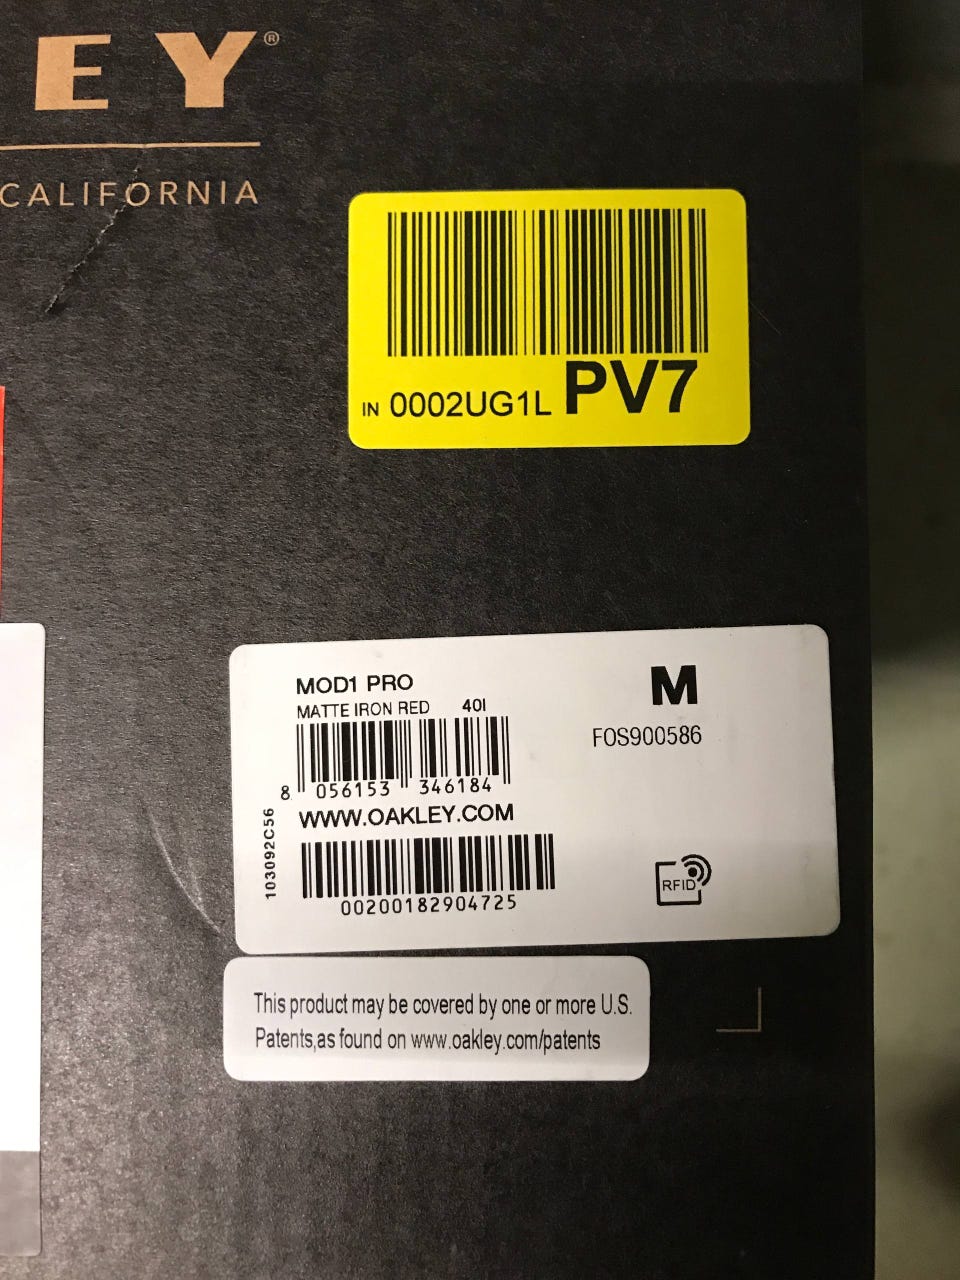 EY®
CALIFORNIA
IN 0002UG1L PV7
MOD1 PRO
M
MATTE IRON RED 40I
FOS900586
8 056153 346184
WWW.OAKLEY.COM
103092C56
RFID
00200182904725
This product may be covered by one or more U.S.
Patents,as found on www.oakley.com/patents